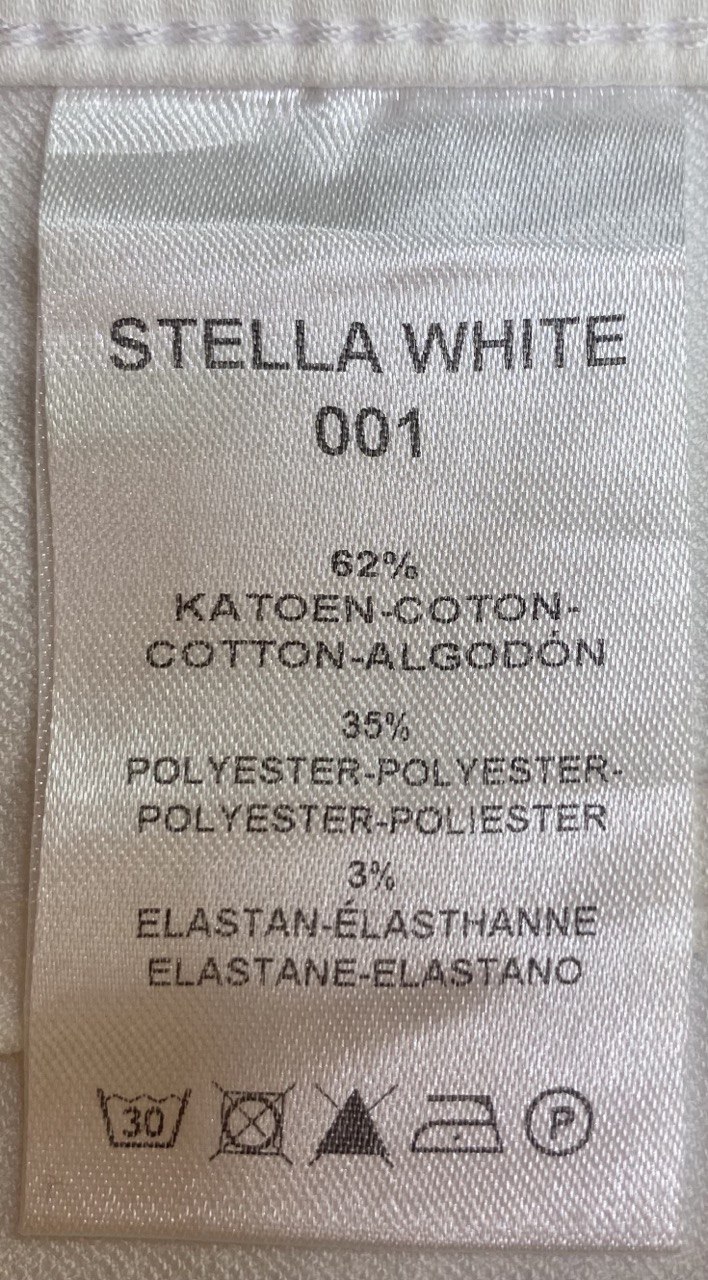 STELLA WHITE
001
62%
KATOEN-COTON-
COTTON-ALGODÓN
35%
POLYESTER-POLYESTER-
POLYESTER-POLIESTER
3%
ELASTAN-ÉLASTHANNE
ELASTANE-ELASTANO
30 P